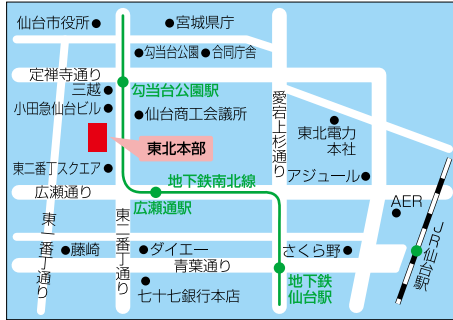 仙台市役所
宮城県庁
勾当台公園
合同庁舎
定禅寺通り
三越
勾当台公園駅
小田急仙台ビル
仙台商工会議所
愛宕上杉通り
東北電力
本社
東北本部
東二番丁スクエア
アジュール
地下鉄南北線
広瀬通り
広瀬通駅
AER
JR仙台駅
東一番丁通り
東二番丁通り
藤崎
ダイエー
さくら野
青葉通り
地下鉄
仙台駅
七十七銀行本店